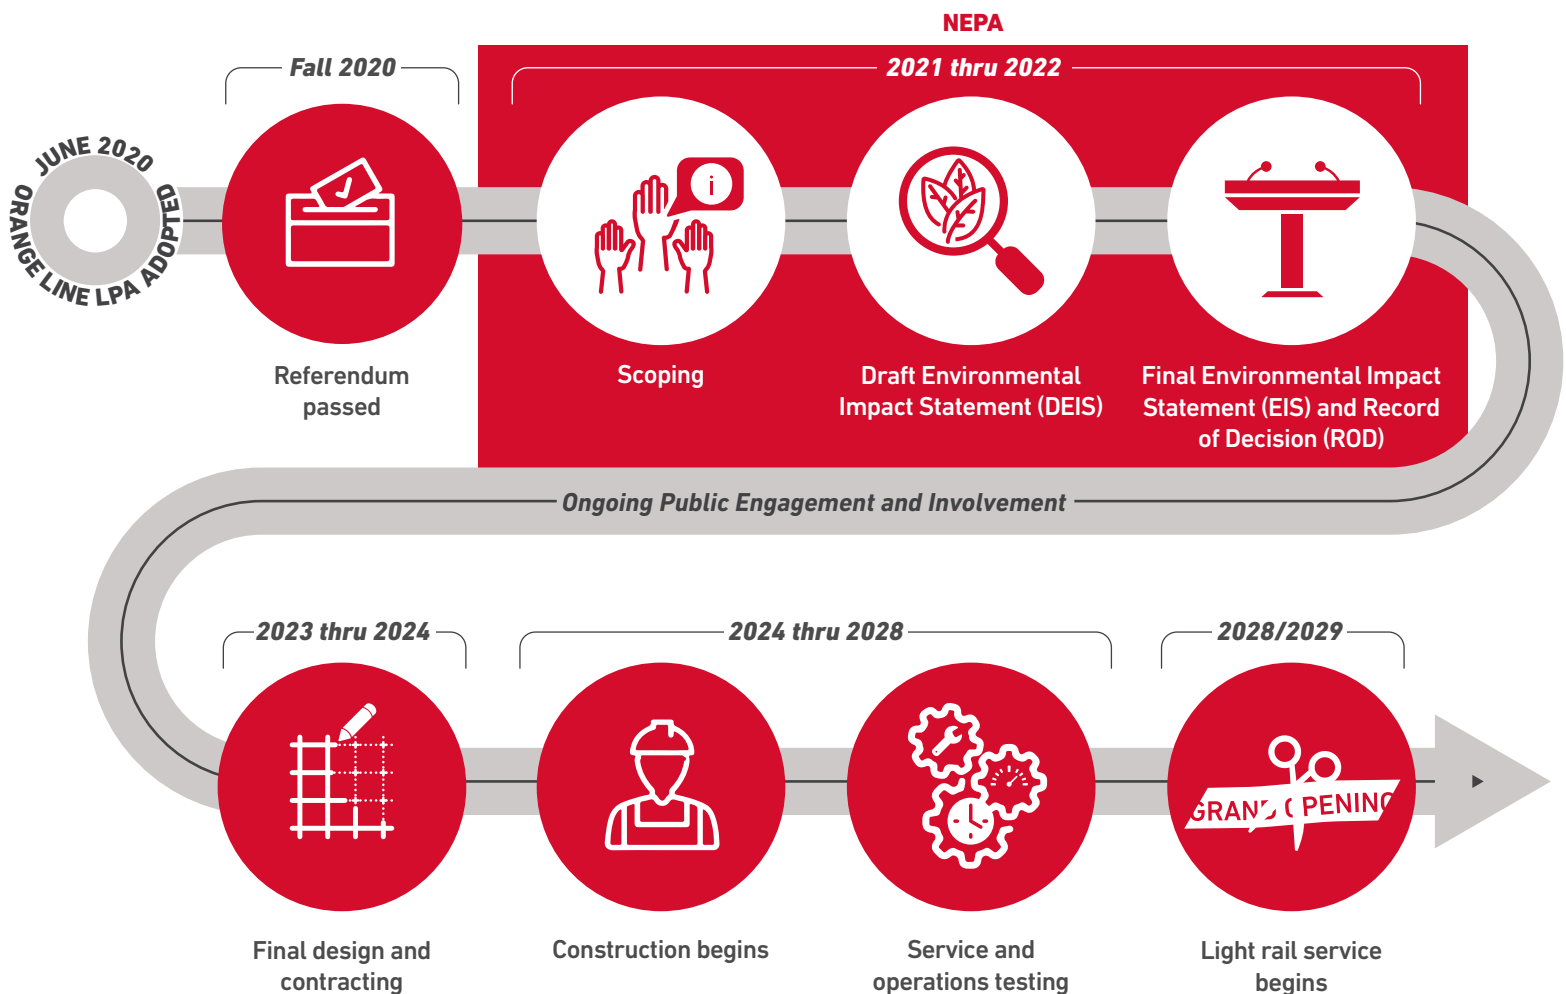 NEPA
Fall 2020
2021 thru 2022
JUNE 2020
ORANGE LINE LPA ADOPTED
i
Referendum
passed
Scoping
Draft Environmental
Impact Statement (DEIS)
Final Environmental Impact
Statement (EIS) and Record
of Decision (ROD)
Ongoing Public Engagement and Involvement
2023 thru 2024
2024 thru 2028
2028/2029
GRAND OPENING
Final design and
contracting
Construction begins
Service and
operations testing
Light rail service
begins